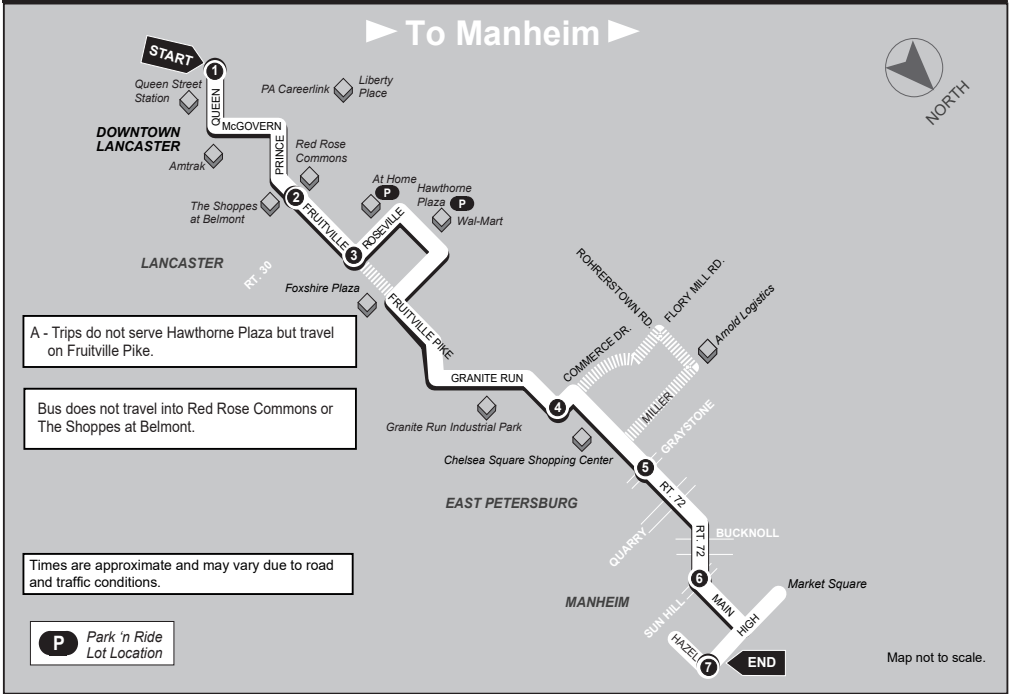 To Manheim
START
1
Queen Street
Station
QUEEN
PA Careerlink
Liberty
Place
NORTH
McGOVERN
DOWNTOWN
LANCASTER
Amtrak
PRINCE
Red Rose
Commons
2
The Shoppes
at Belmont
FRUITVILLE
At Home
P
Hawthorne
Plaza P
Wal-Mart
ROSEVILLE
3
LANCASTER
RT. 30
Foxshire Plaza
FRUITVILLE PIKE
ROHRERSTOWN RD.
FLORY MILL RD.
Arnold Logistics
COMMERCE DR.
A - Trips do not serve Hawthorne Plaza but travel
on Fruitville Pike.
GRANITE RUN
4
MILLER
GRAYSTONE
Granite Run Industrial Park
Chelsea Square Shopping Center
Bus does not travel into Red Rose Commons or
The Shoppes at Belmont.
5
EAST PETERSBURG
RT. 72
QUARRY
RT. 72
BUCKNOLL
Times are approximate and may vary due to road
and traffic conditions.
6
Market Square
MANHEIM
SUN HILL
MAIN
HIGH
HAZEL
7
END
P
Park 'n Ride
Lot Location
Map not to scale.